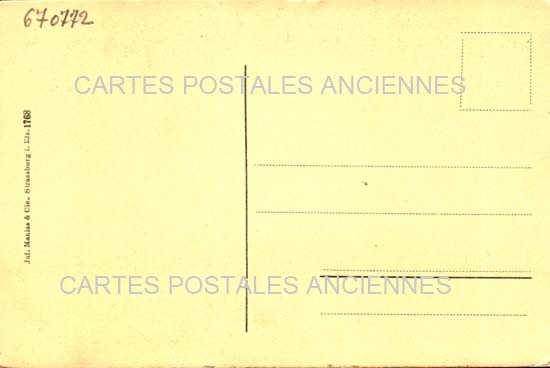 670772
CARTES POSTALES ANCIENNES
Jul. Manias & Cie., Strassburg i. Els. 1768
CARTES POSTALES ANCIENNES